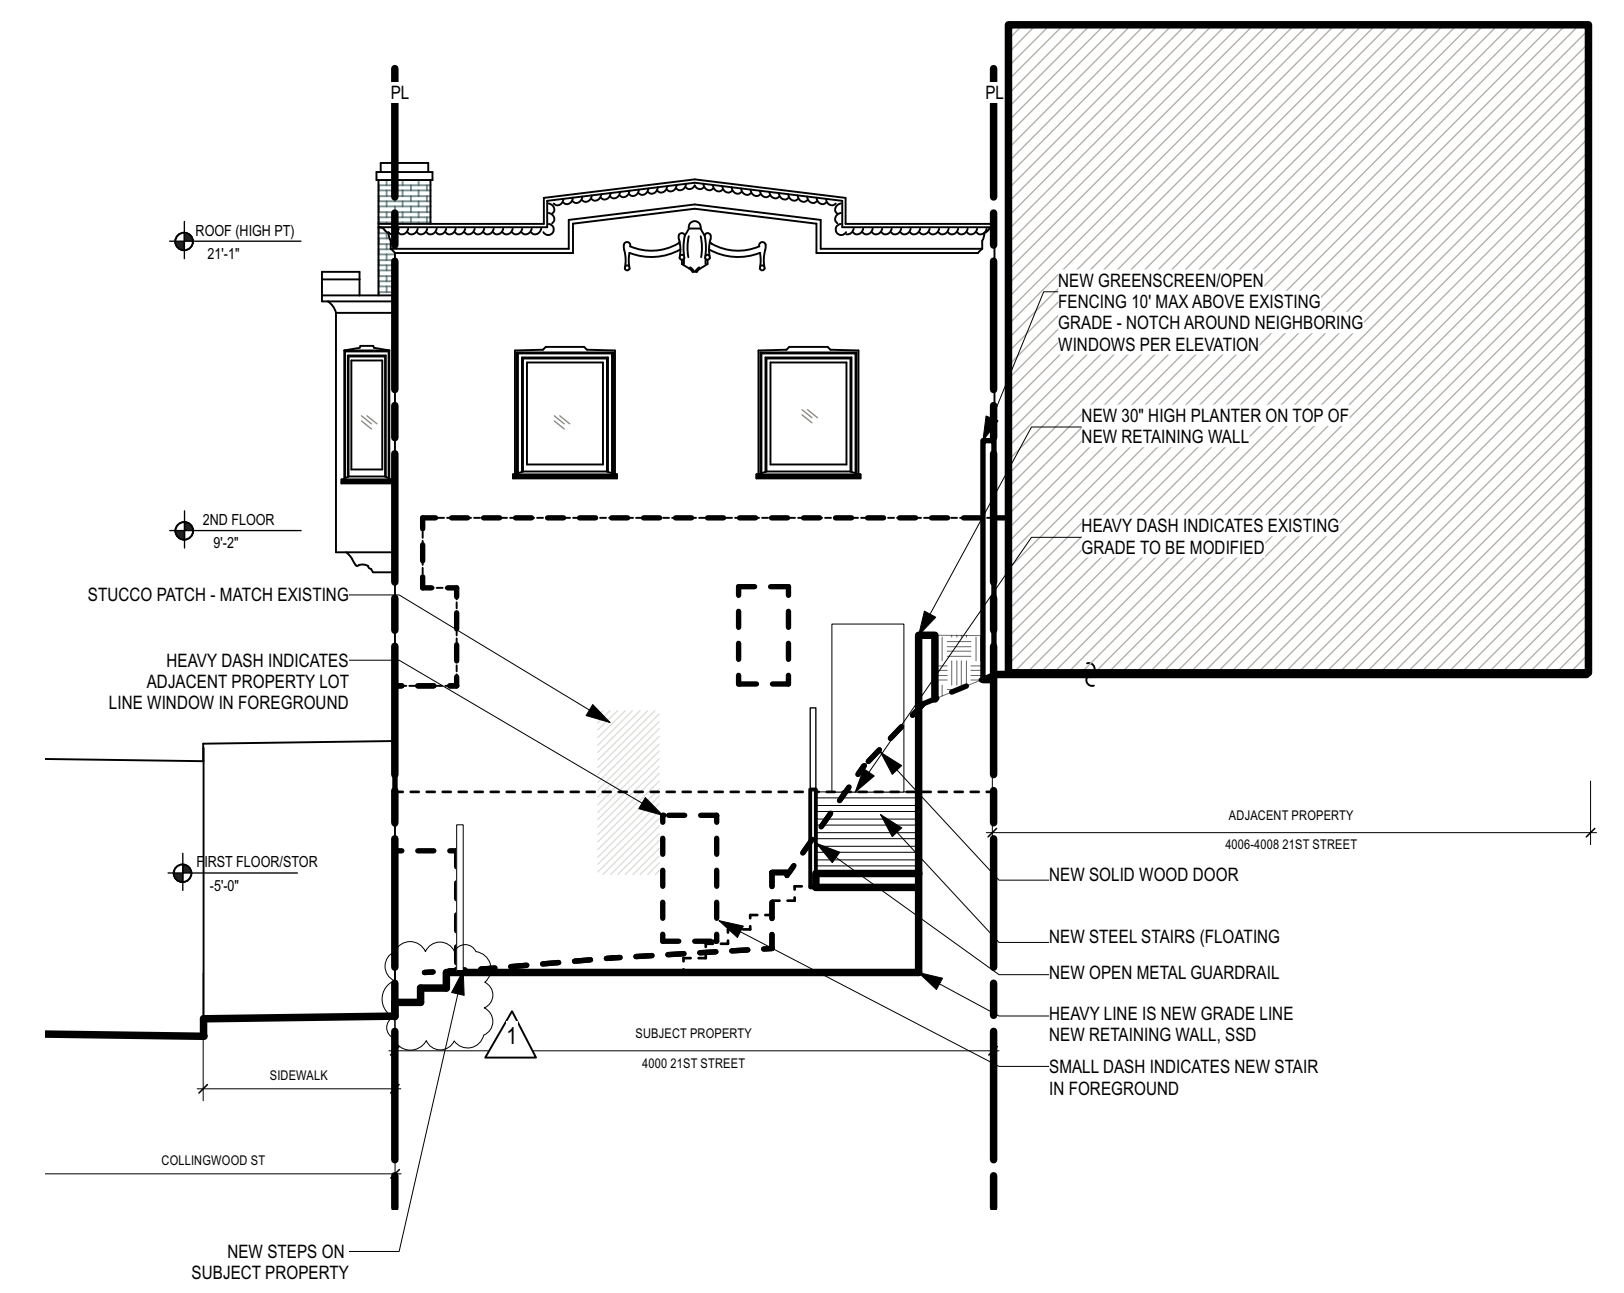 PL
PL
ROOF (HIGH PT)
21'-1"
NEW GREENSCREEN/OPEN
FENCING 10' MAX ABOVE EXISTING
GRADE - NOTCH AROUND NEIGHBORING
WINDOWS PER ELEVATION
NEW 30" HIGH PLANTER ON TOP OF
NEW RETAINING WALL
2ND FLOOR
9'-2"
HEAVY DASH INDICATES EXISTING
GRADE TO BE MODIFIED
STUCCO PATCH - MATCH EXISTING
HEAVY DASH INDICATES
ADJACENT PROPERTY LOT
LINE WINDOW IN FOREGROUND
ADJACENT PROPERTY
4006-4008 21ST STREET
FIRST FLOOR/STOR
-5'-0"
NEW SOLID WOOD DOOR
NEW STEEL STAIRS (FLOATING
NEW OPEN METAL GUARDRAIL
HEAVY LINE IS NEW GRADE LINE
NEW RETAINING WALL, SSD
1
SUBJECT PROPERTY
4000 21ST STREET
SMALL DASH INDICATES NEW STAIR
IN FOREGROUND
SIDEWALK
COLLINGWOOD ST
NEW STEPS ON
SUBJECT PROPERTY